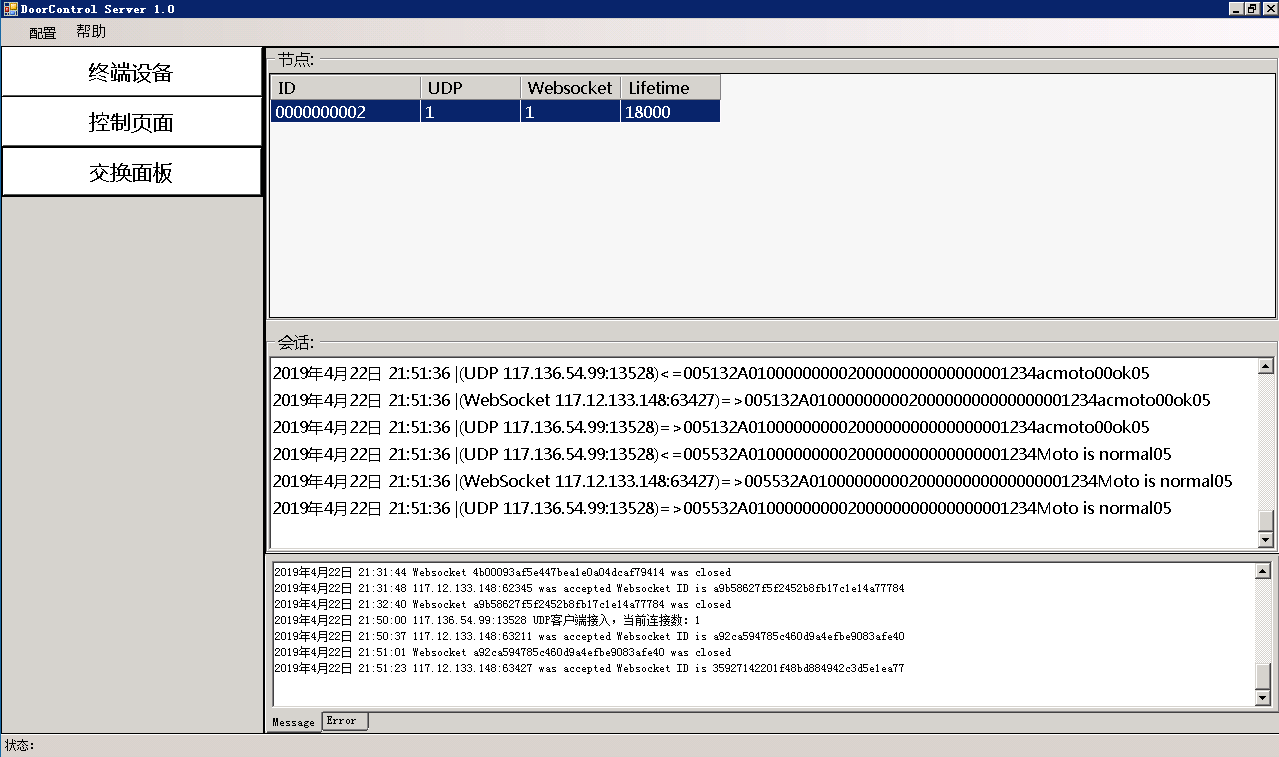 DoorControl Server 1.0
配置 帮助
终端设备
控制页面
交换面板
节点:
ID UDP Websocket Lifetime
0000000002 1 1 18000
会话:
2019年4月22日 21:51:36 |(UDP 117.136.54.99:13528)<=005132A010000000000200000000000000001234acmoto00ok05
2019年4月22日 21:51:36 |(WebSocket 117.12.133.148:63427)=>005132A010000000000200000000000000001234acmoto00ok05
2019年4月22日 21:51:36 |(UDP 117.136.54.99:13528)=>005132A010000000000200000000000000001234acmoto00ok05
2019年4月22日 21:51:36 |(UDP 117.136.54.99:13528)<=005532A010000000000200000000000000001234Moto is normal05
2019年4月22日 21:51:36 |(WebSocket 117.12.133.148:63427)=>005532A010000000000200000000000000001234Moto is normal05
2019年4月22日 21:51:36 |(UDP 117.136.54.99:13528)=>005532A010000000000200000000000000001234Moto is normal05
2019年4月22日 21:31:44 Websocket 4b00093af5e447bea1e0a04dcaf79414 was closed
2019年4月22日 21:31:48 117.12.133.148:62345 was accepted Websocket ID is a9b58627f5f2452b8fb17c1e14a77784
2019年4月22日 21:32:40 Websocket a9b58627f5f2452b8fb17c1e14a77784 was closed
2019年4月22日 21:50:00 117.136.54.99:13528 UDP客户端接入，当前连接数：1
2019年4月22日 21:50:37 117.12.133.148:63211 was accepted Websocket ID is a92ca594785c460d9a4efbe9083afe40
2019年4月22日 21:51:01 Websocket a92ca594785c460d9a4efbe9083afe40 was closed
2019年4月22日 21:51:23 117.12.133.148:63427 was accepted Websocket ID is 35927142201f48bd884942c3d5e1ea77
Message Error
状态: